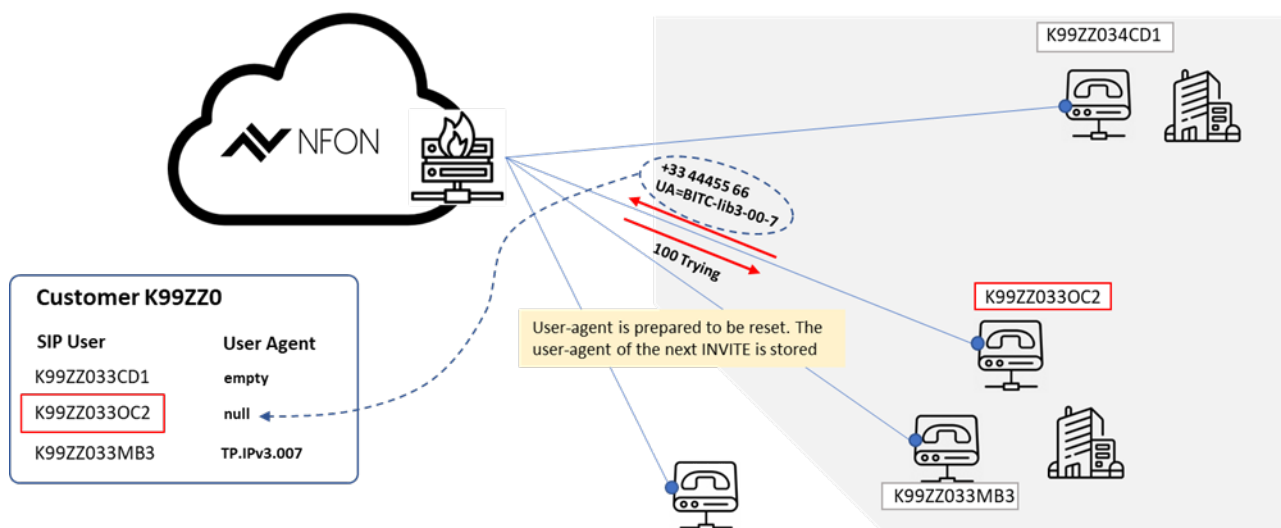 NFON
K99ZZ034CD1
+33 44455 66
UA=BITC-lib3-00-7
100 Trying
K99ZZ033OC2
User-agent is prepared to be reset. The
user-agent of the next INVITE is stored
Customer K99ZZ0
SIP User User Agent
K99ZZ033CD1 empty
K99ZZ033OC2 null
K99ZZ033MB3 TP.IPv3.007
K99ZZ033MB3